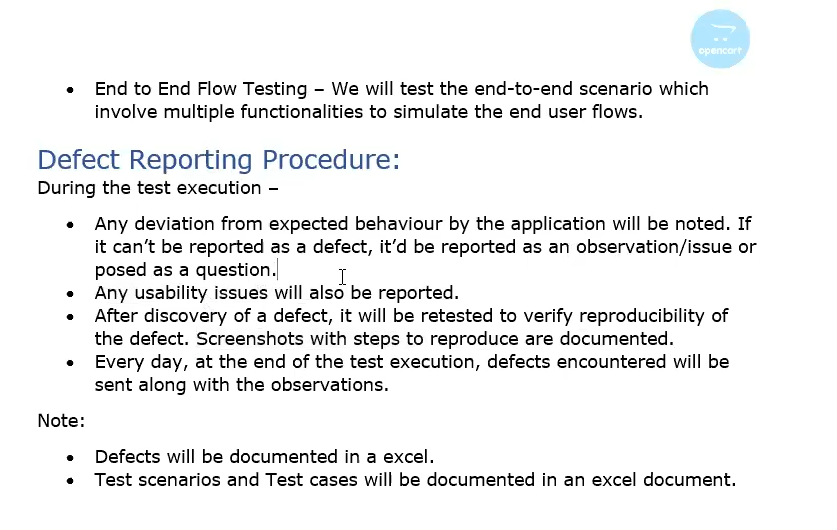 opencart
• End to End Flow Testing – We will test the end-to-end scenario which
involve multiple functionalities to simulate the end user flows.
Defect Reporting Procedure:
During the test execution –
• Any deviation from expected behaviour by the application will be noted. If
it can’t be reported as a defect, it’d be reported as an observation/issue or
posed as a question.
• Any usability issues will also be reported.
• After discovery of a defect, it will be retested to verify reproducibility of
the defect. Screenshots with steps to reproduce are documented.
• Every day, at the end of the test execution, defects encountered will be
sent along with the observations.
Note:
• Defects will be documented in a excel.
• Test scenarios and Test cases will be documented in an excel document.